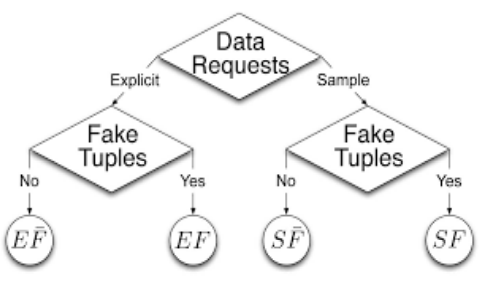 Data
Requests
Explicit
Sample
Fake
Tuples
Fake
Tuples
No
Yes
No
Yes
EF̄
EF
SF̄
SF